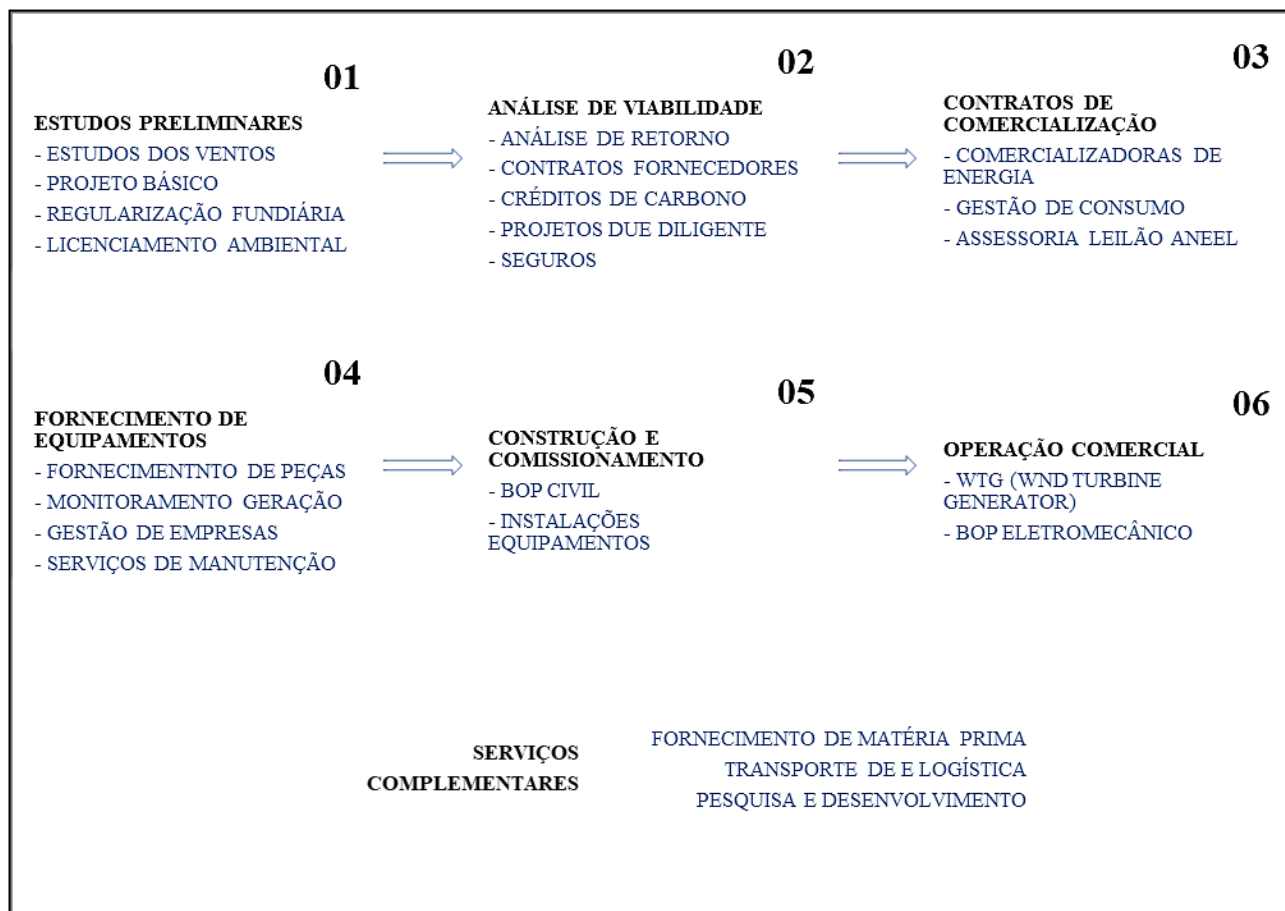 01
ESTUDOS PRELIMINARES
- ESTUDOS DOS VENTOS
- PROJETO BÁSICO
- REGULARIZAÇÃO FUNDIÁRIA
- LICENCIAMENTO AMBIENTAL
02
ANÁLISE DE VIABILIDADE
- ANÁLISE DE RETORNO
- CONTRATOS FORNECEDORES
- CRÉDITOS DE CARBONO
- PROJETOS DUE DILIGENTE
- SEGUROS
03
CONTRATOS DE
COMERCIALIZAÇÃO
- COMERCIALIZADORAS DE
ENERGIA
- GESTÃO DE CONSUMO
- ASSESSORIA LEILÃO ANEEL
04
FORNECIMENTO DE
EQUIPAMENTOS
- FORNECIMENTNTO DE PEÇAS
- MONITORAMENTO GERAÇÃO
- GESTÃO DE EMPRESAS
- SERVIÇOS DE MANUTENÇÃO
05
CONSTRUÇÃO E
COMISSIONAMENTO
- BOP CIVIL
- INSTALAÇÕES
EQUIPAMENTOS
06
OPERAÇÃO COMERCIAL
- WTG (WND TURBINE
GENERATOR)
- BOP ELETROMECÂNICO
SERVIÇOS
COMPLEMENTARES
FORNECIMENTO DE MATÉRIA PRIMA
TRANSPORTE DE E LOGÍSTICA
PESQUISA E DESENVOLVIMENTO